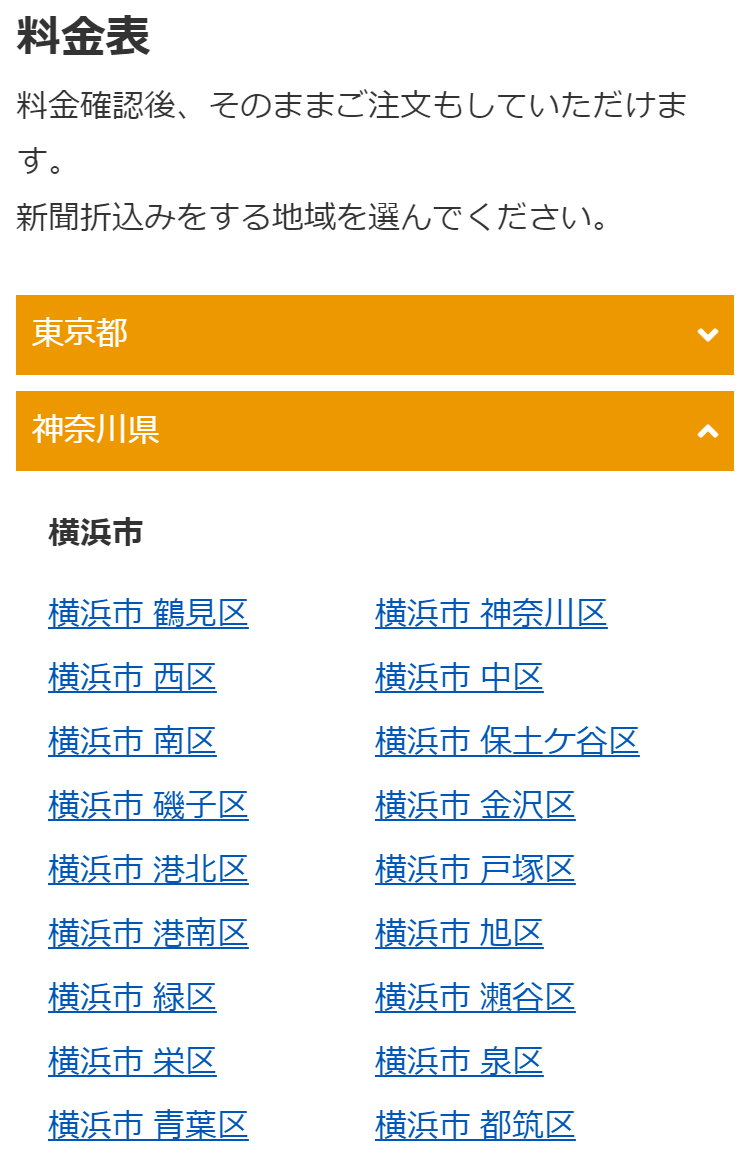 料金表
料金確認後、そのままご注文もしていただけま
す。
新聞折込みをする地域を選んでください。
東京都
神奈川県
横浜市
横浜市 鶴見区
横浜市 神奈川区
横浜市 西区
横浜市 中区
横浜市 南区
横浜市 保土ケ谷区
横浜市 磯子区
横浜市 金沢区
横浜市 港北区
横浜市 戸塚区
横浜市 港南区
横浜市 旭区
横浜市 緑区
横浜市 瀬谷区
横浜市 栄区
横浜市 泉区
横浜市 青葉区
横浜市 都筑区